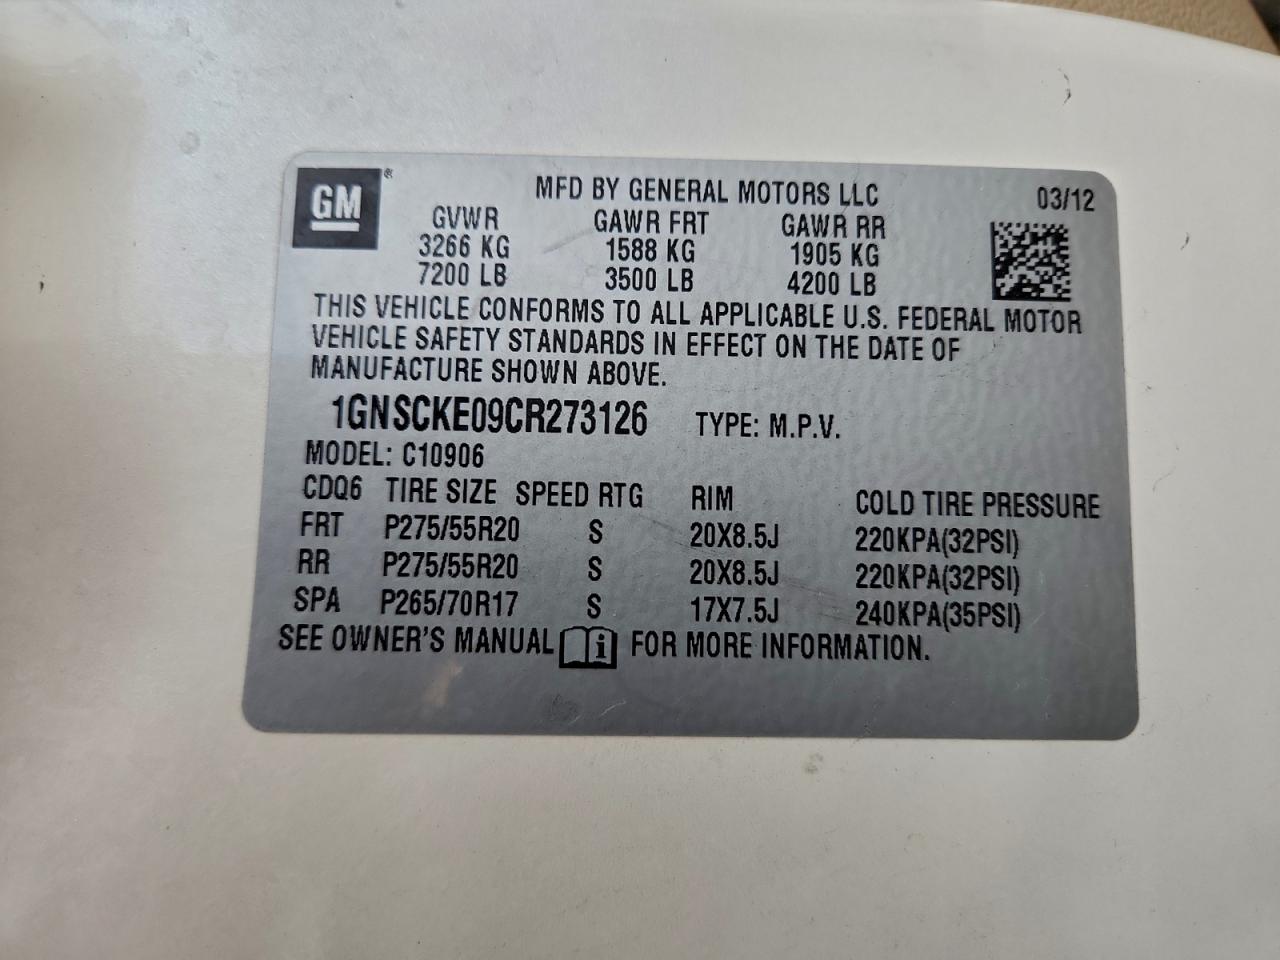 GM ®
MFD BY GENERAL MOTORS LLC 03/12
GVWR GAWR FRT GAWR RR
3266 KG 1588 KG 1905 KG
7200 LB 3500 LB 4200 LB
THIS VEHICLE CONFORMS TO ALL APPLICABLE U.S. FEDERAL MOTOR
VEHICLE SAFETY STANDARDS IN EFFECT ON THE DATE OF
MANUFACTURE SHOWN ABOVE.
1GNSCKE09CR273126 TYPE: M.P.V.
MODEL: C10906
CDQ6 TIRE SIZE SPEED RTG RIM COLD TIRE PRESSURE
FRT P275/55R20 S 20X8.5J 220KPA(32PSI)
RR P275/55R20 S 20X8.5J 220KPA(32PSI)
SPA P265/70R17 S 17X7.5J 240KPA(35PSI)
SEE OWNER'S MANUAL i FOR MORE INFORMATION.